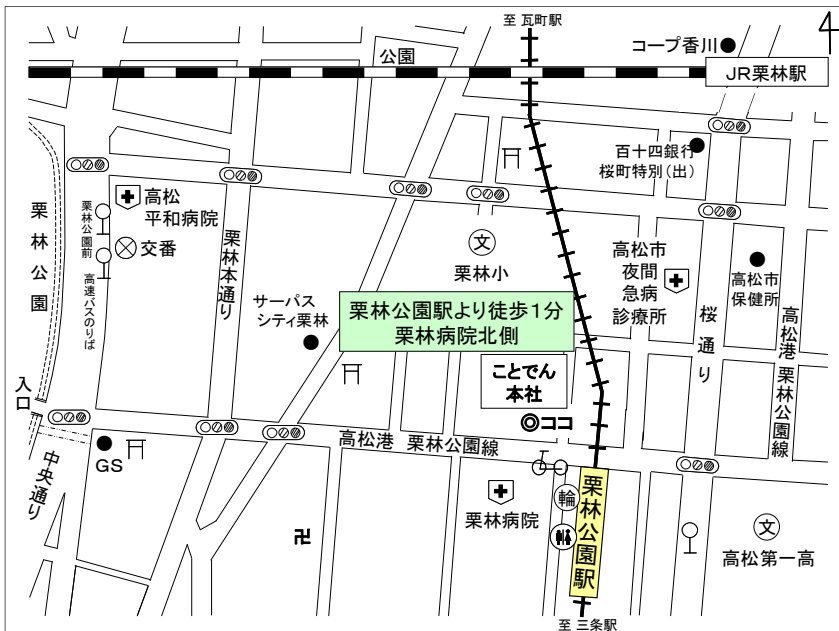 至 瓦町駅
コープ香川
公園
JR栗林駅
百十四銀行
桜町特別(出)
栗林公園
栗林公園前
高松
平和病院
交番
高速バスのりば
栗林本通り
文
栗林小
高松市
夜間
急病
診療所
高松市
保健所
サーパス
シティ栗林
栗林公園駅より徒歩1分
栗林病院北側
桜通り
高松港 栗林公園線
ことでん
本社
ココ
入口
GS
中央通り
高松港 栗林公園線
卍
栗林病院
輪
栗林公園駅
文
高松第一高
至 三条駅